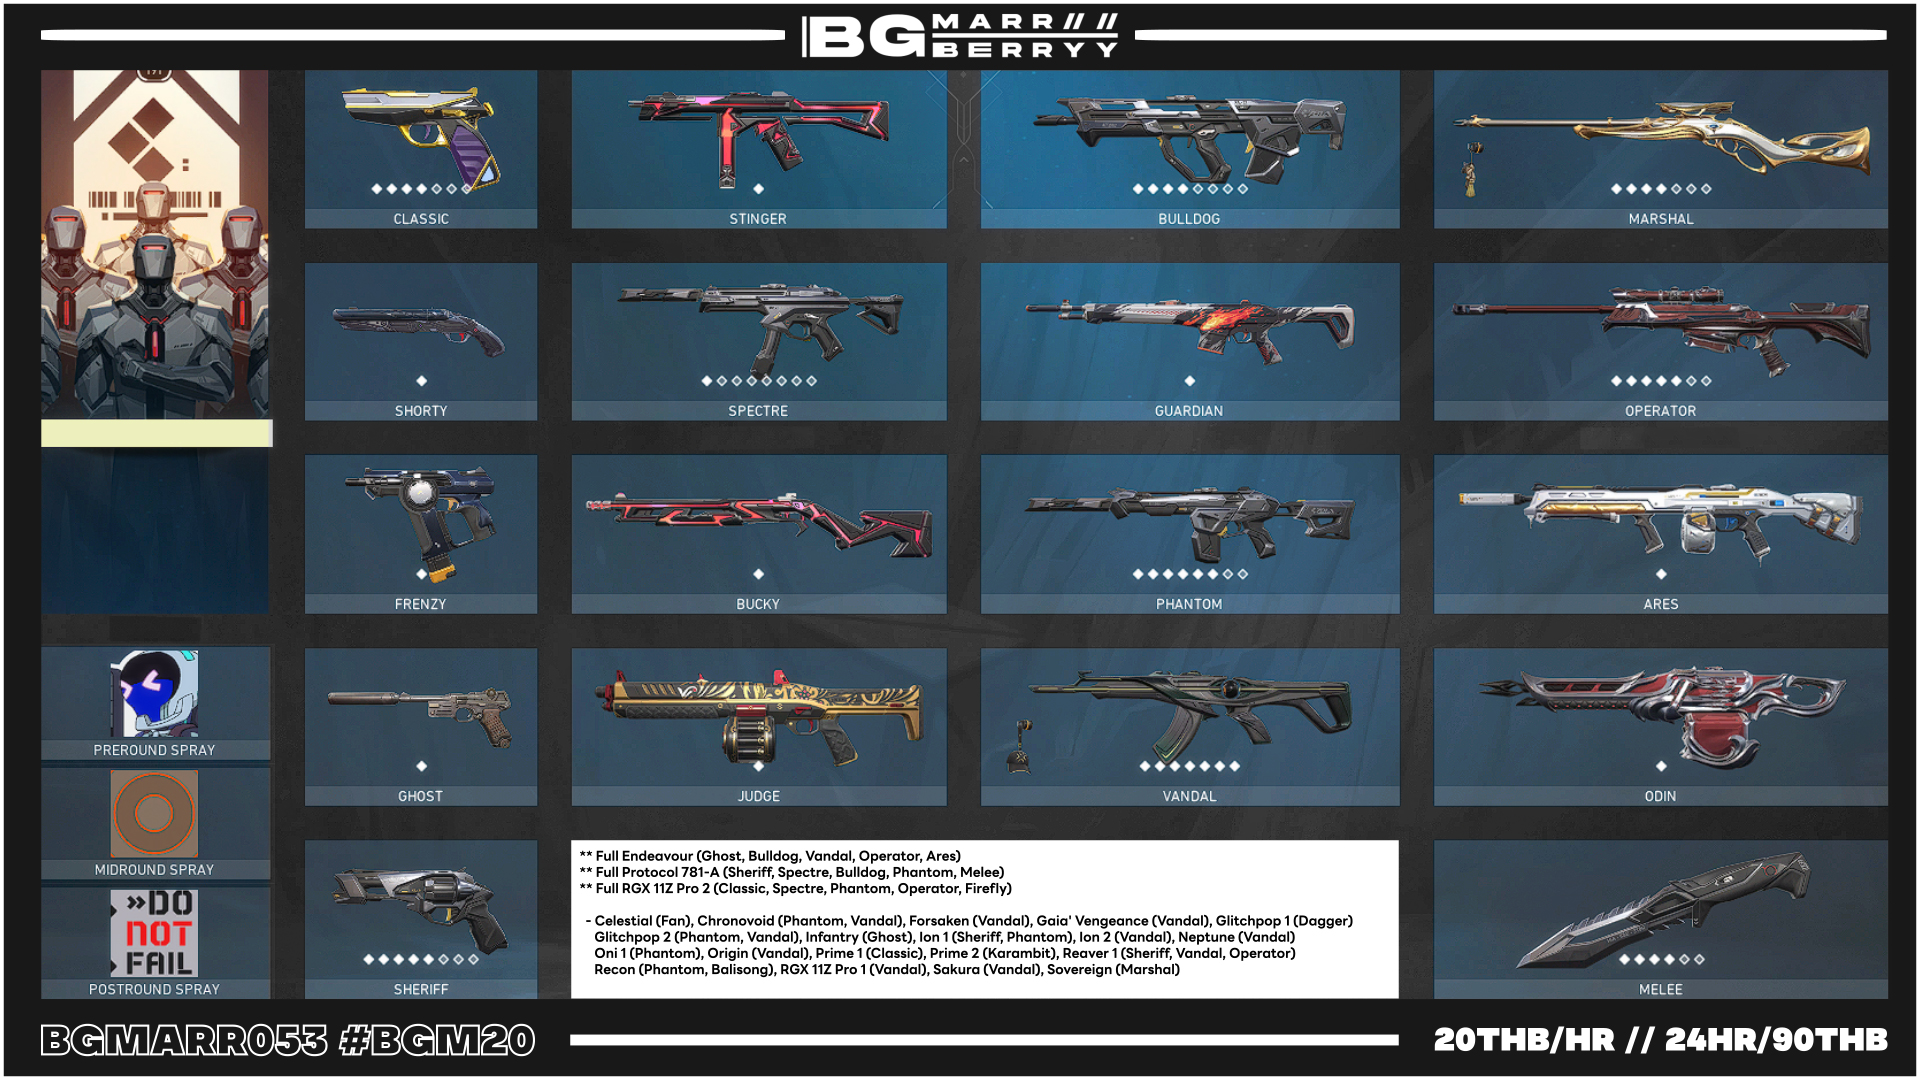 BG MARR// //
BERRYY
CLASSIC
STINGER
BULLDOG
MARSHAL
SHORTY
SPECTRE
GUARDIAN
OPERATOR
FRENZY
BUCKY
PHANTOM
ARES
PREROUND SPRAY
GHOST
JUDGE
VANDAL
ODIN
MIDROUND SPRAY
»DO
NOT
FAIL
POSTROUND SPRAY
SHERIFF
** Full Endeavour (Ghost, Bulldog, Vandal, Operator, Ares)
** Full Protocol 781-A (Sheriff, Spectre, Bulldog, Phantom, Melee)
** Full RGX 11Z Pro 2 (Classic, Spectre, Phantom, Operator, Firefly)
- Celestial (Fan), Chronovoid (Phantom, Vandal), Forsaken (Vandal), Gaia' Vengeance (Vandal), Glitchpop 1 (Dagger)
Glitchpop 2 (Phantom, Vandal), Infantry (Ghost), Ion 1 (Sheriff, Phantom), Ion 2 (Vandal), Neptune (Vandal)
Oni 1 (Phantom), Origin (Vandal), Prime 1 (Classic), Prime 2 (Karambit), Reaver 1 (Sheriff, Vandal, Operator)
Recon (Phantom, Balisong), RGX 11Z Pro 1 (Vandal), Sakura (Vandal), Sovereign (Marshal)
MELEE
BGMARR053 #BGM20
20THB/HR // 24HR/90THB